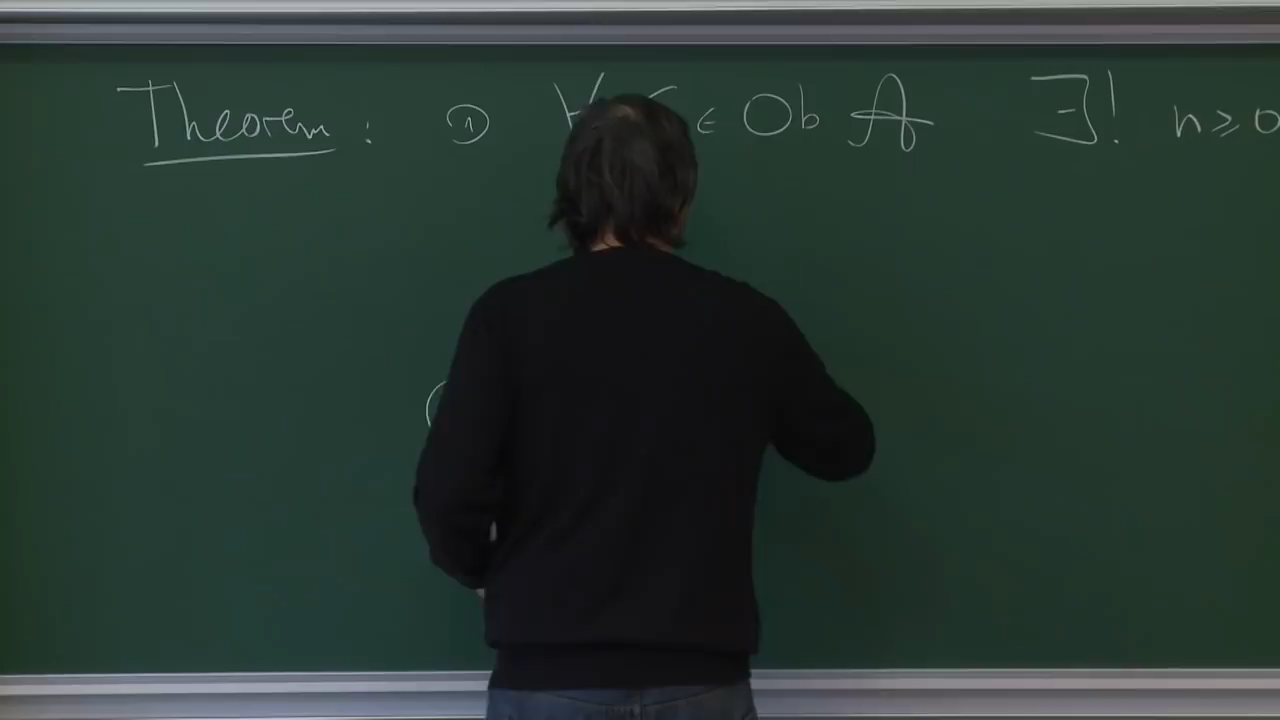 Theorem : ① ∀ ∈ Ob A ∃! n ≥ 0